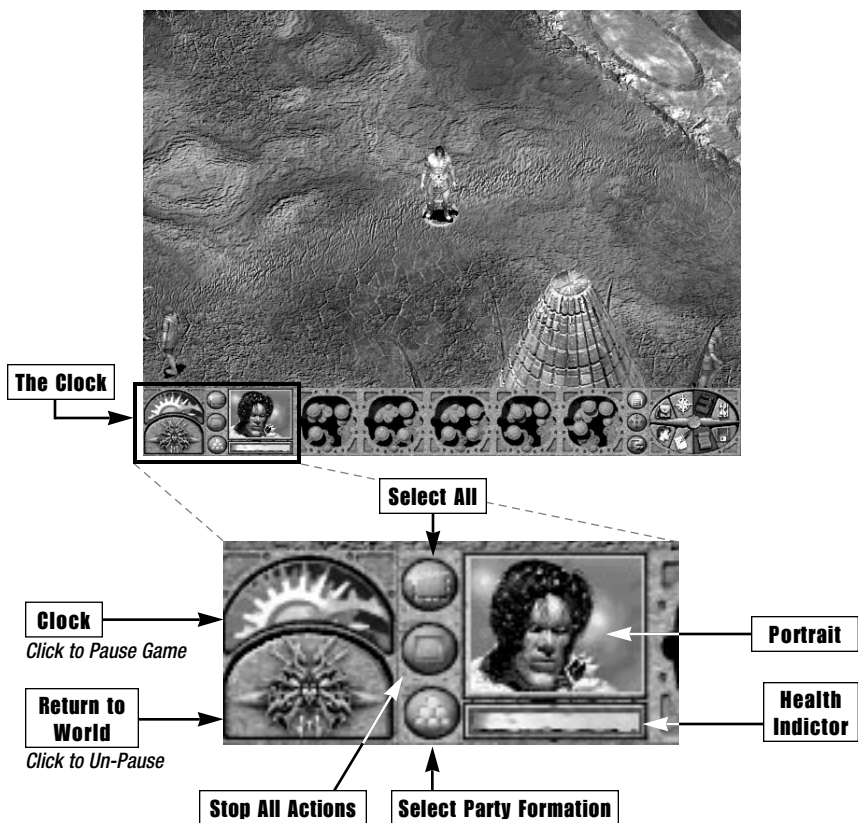 The Clock
Select All
Clock
Click to Pause Game
Portrait
Return to
World
Click to Un-Pause
Health
Indictor
Stop All Actions
Select Party Formation